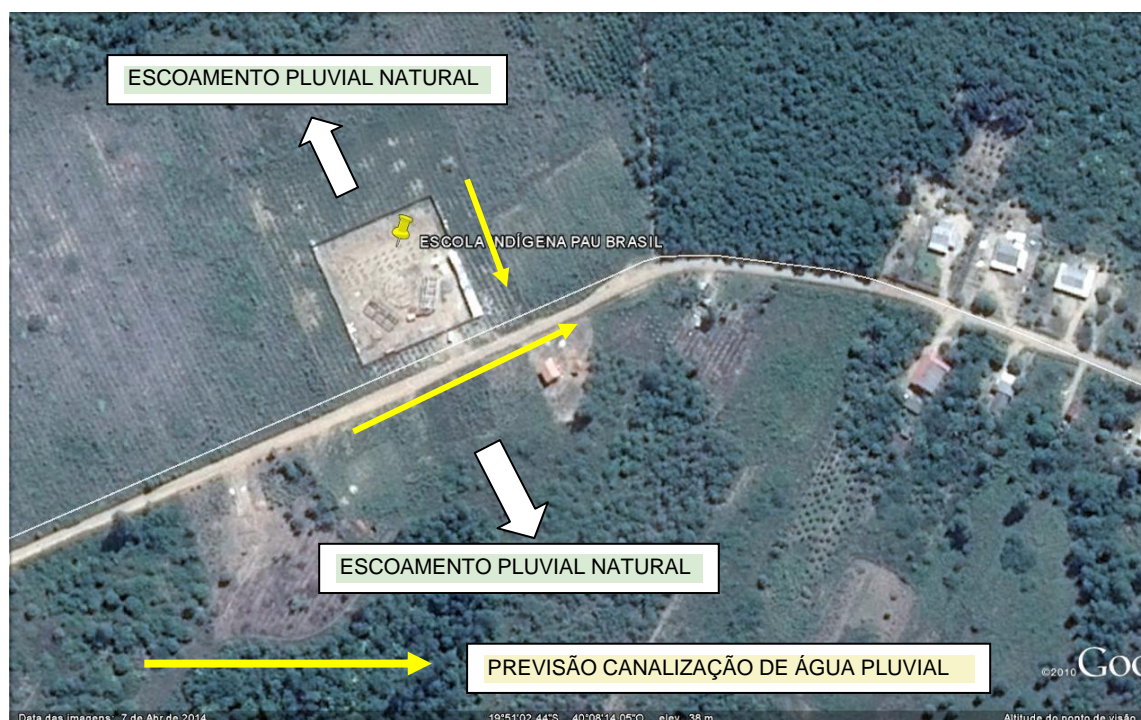 ESCOAMENTO PLUVIAL NATURAL
ESCOLA INDÍGENA PAU BRASIL
ESCOAMENTO PLUVIAL NATURAL
PREVISÃO CANALIZAÇÃO DE ÁGUA PLUVIAL
©2010 Goo
Data das imagens: 7 de Abr de 2014 19°51'02.44"S 40°08'14.05"O elev 38 m Altitude do ponto de visão